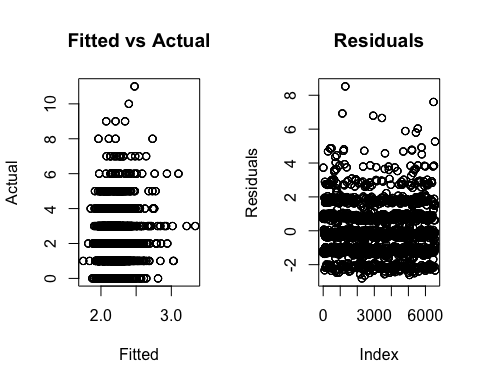 Fitted vs Actual
Actual
0 2 4 6 8 10
2.0 3.0
Fitted
Residuals
Residuals
-2 0 2 4 6 8
0 3000 6000
Index